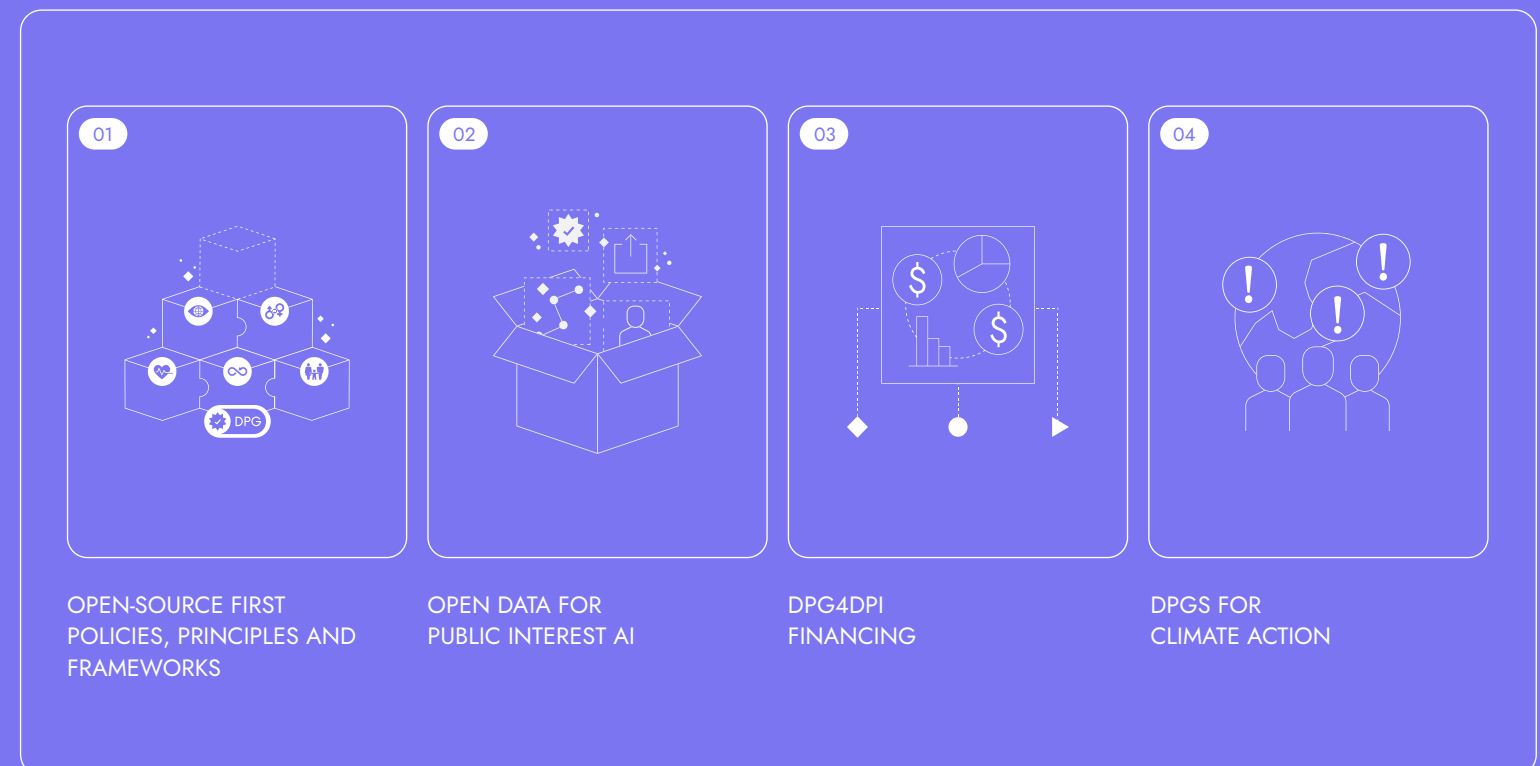 01
02
03
04
DPG
$
$
!
!
!
OPEN-SOURCE FIRST
POLICIES, PRINCIPLES AND
FRAMEWORKS
OPEN DATA FOR
PUBLIC INTEREST AI
DPG4DPI
FINANCING
DPGS FOR
CLIMATE ACTION